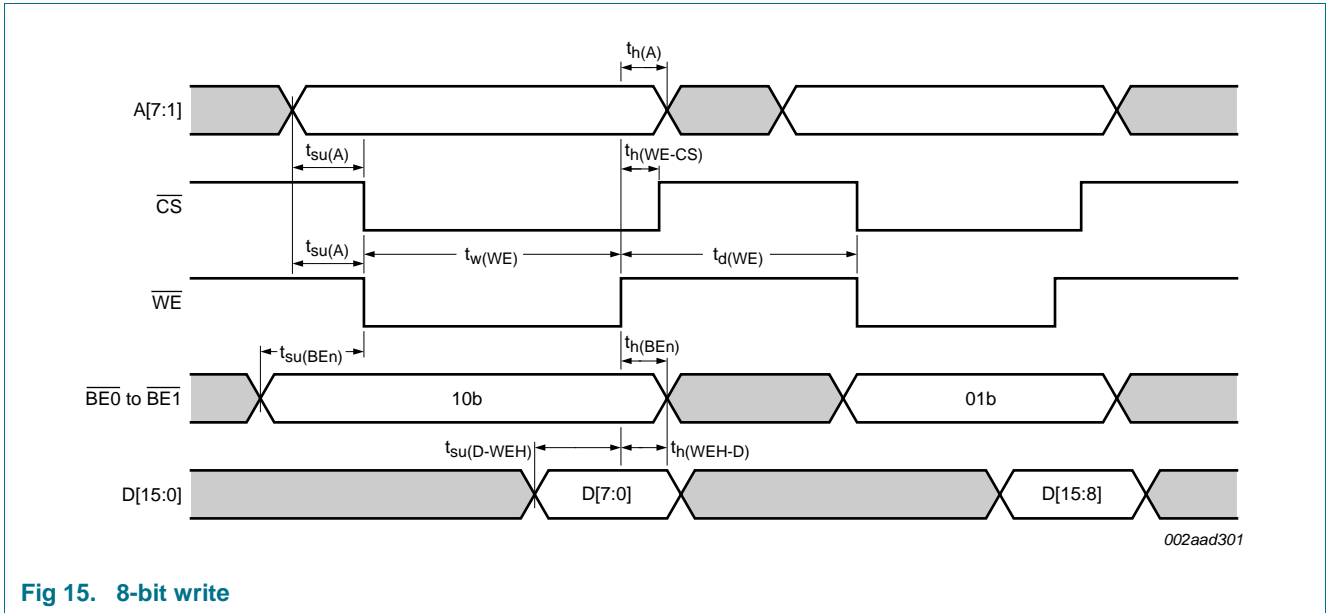 th(A)
A[7:1]
tsu(A)
th(WE-CS)
CS
tsu(A)
tw(WE)
td(WE)
WE
tsu(BEn)
th(BEn)
BE0 to BE1
10b
01b
tsu(D-WEH)
th(WEH-D)
D[15:0]
D[7:0]
D[15:8]
002aad301
Fig 15. 8-bit write